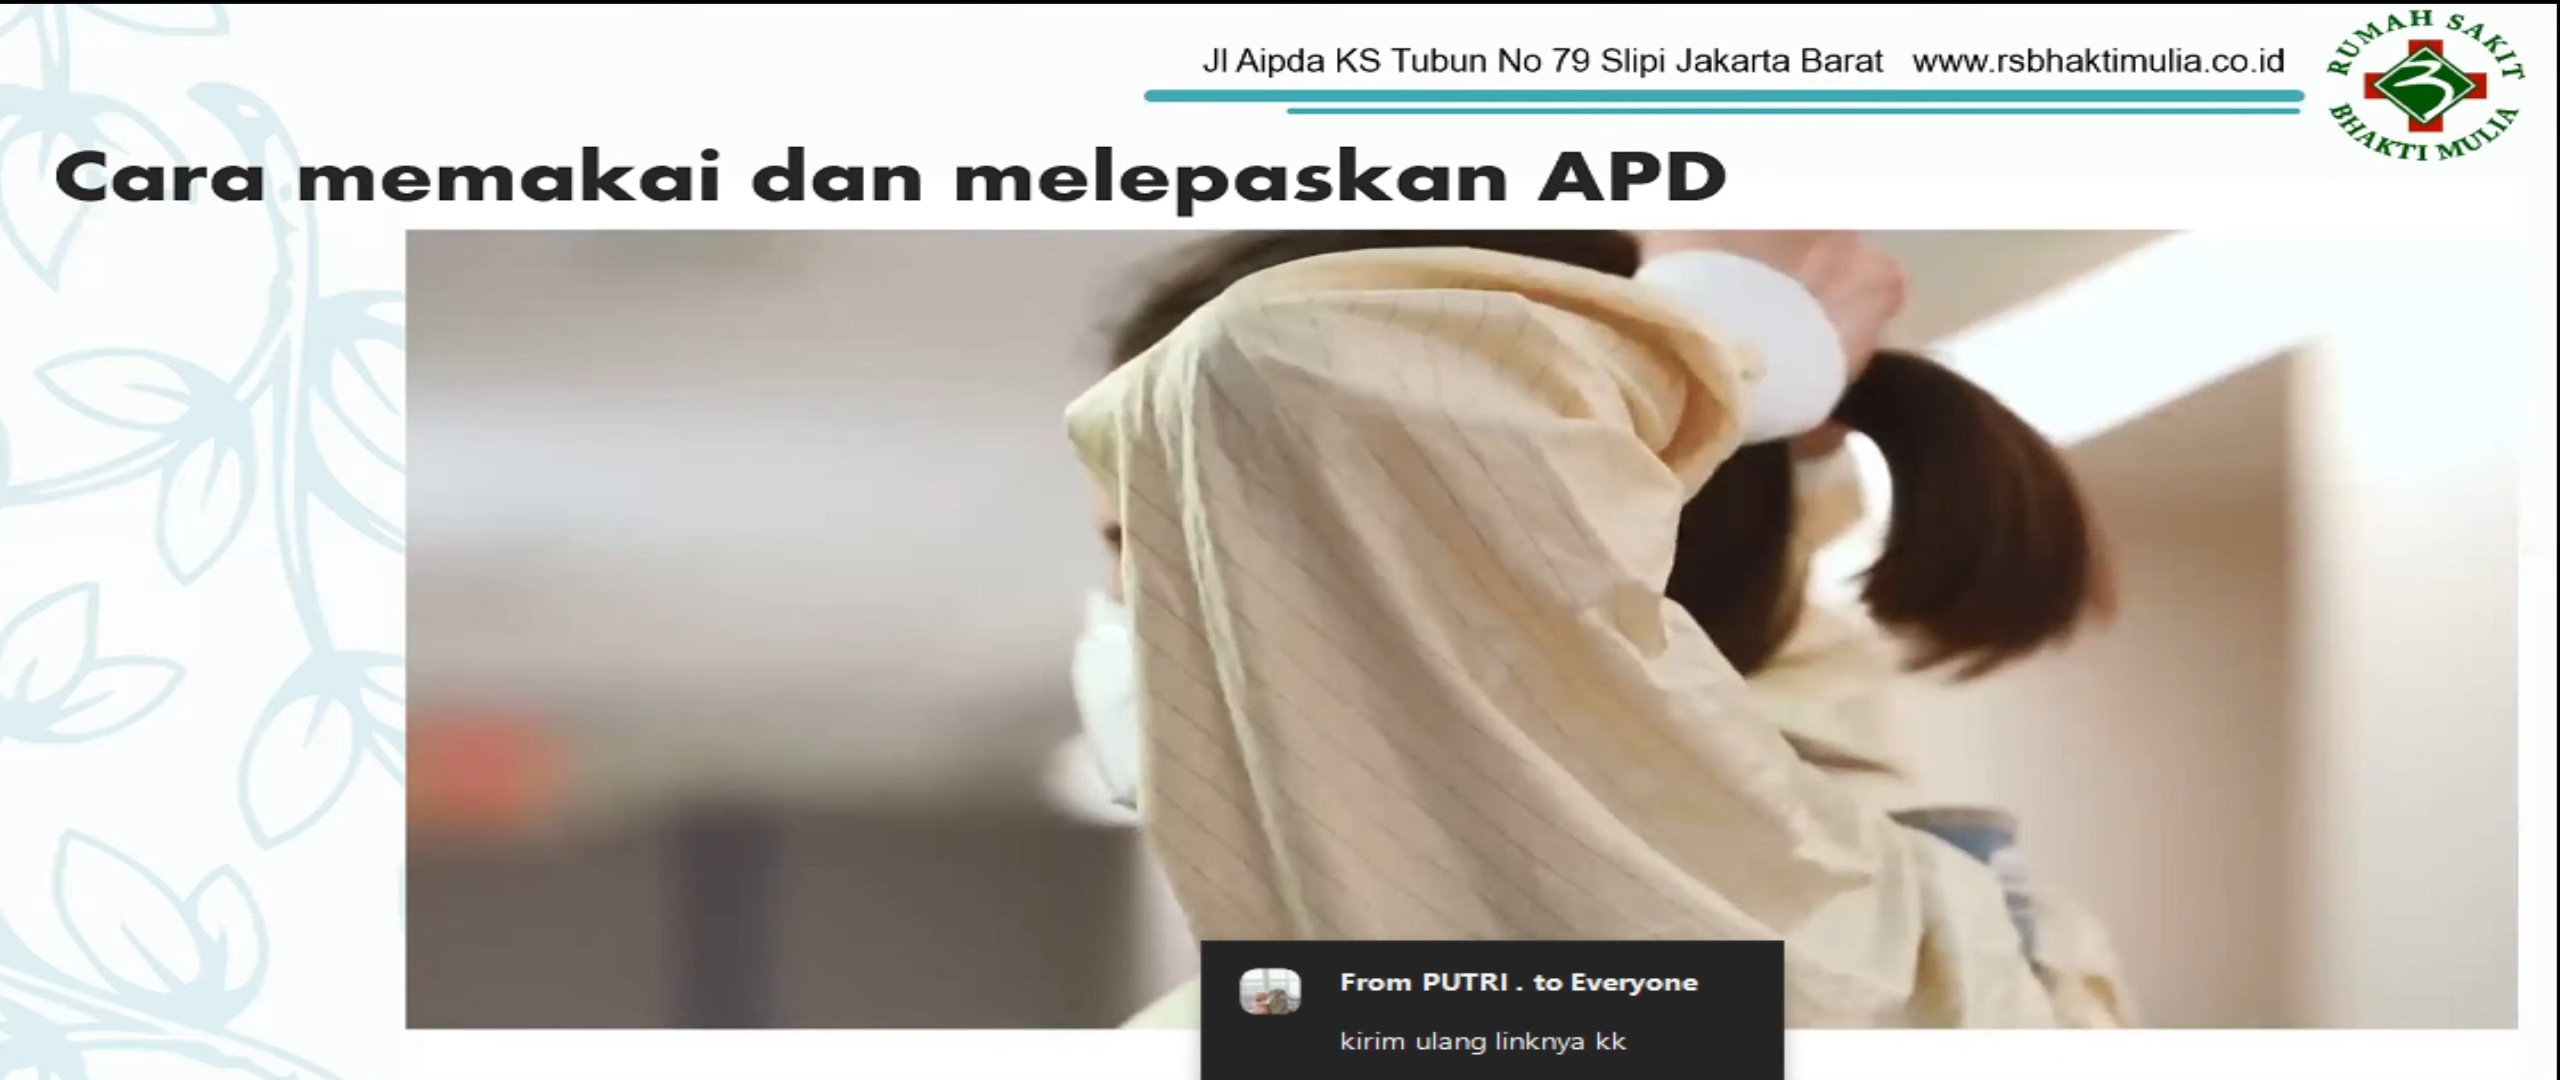 Jl Aipda KS Tubun No 79 Slipi Jakarta Barat www.rsbhaktimulia.co.id
RUMAH SAKIT
BHAKTI MULIA
Cara memakai dan melepaskan APD
From PUTRI . to Everyone
kirim ulang linknya kk